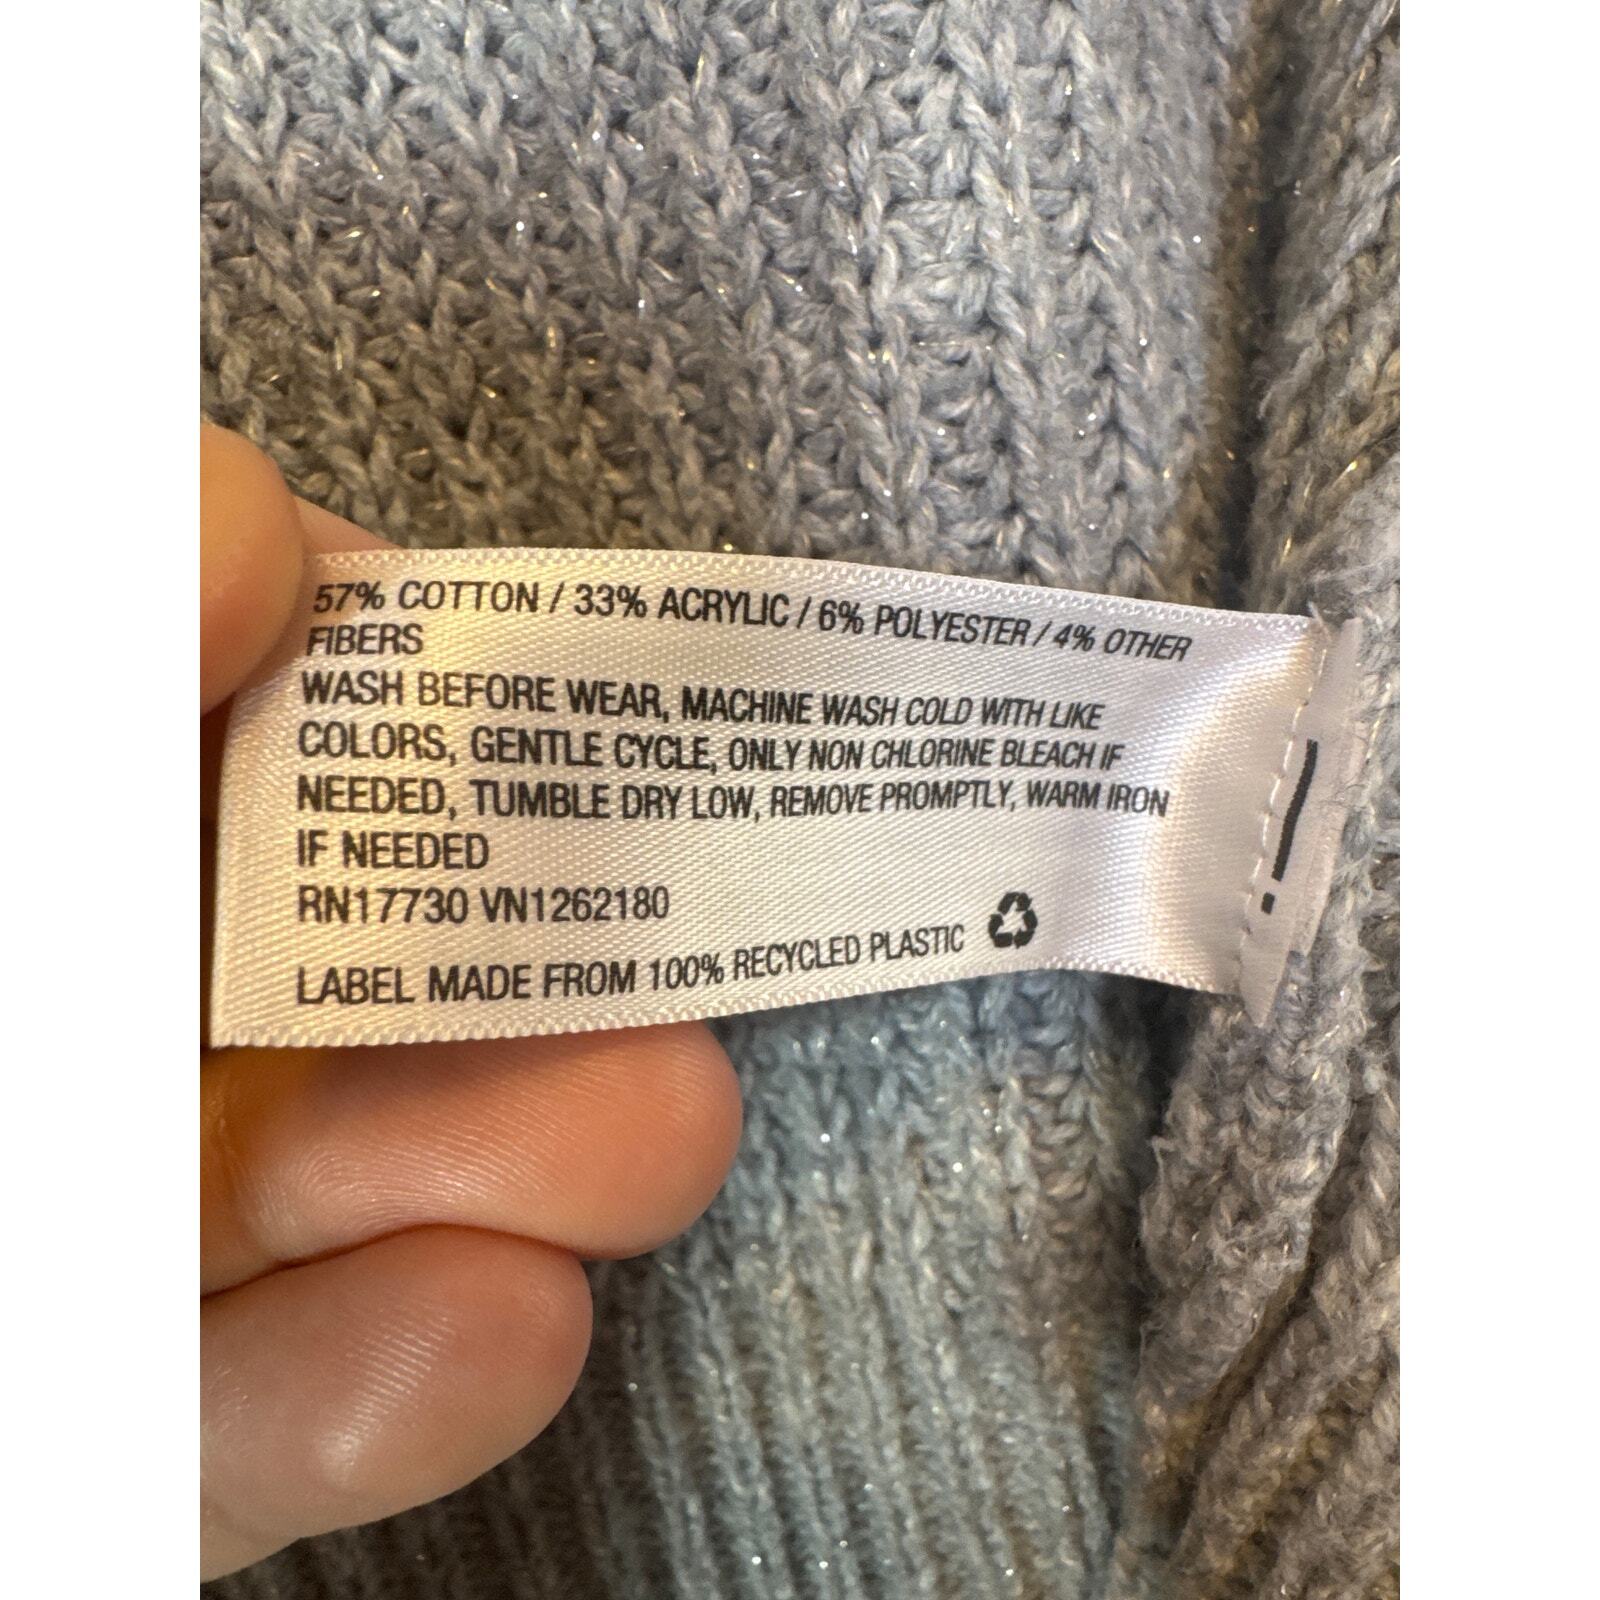 57% COTTON / 33% ACRYLIC / 6% POLYESTER / 4% OTHER
FIBERS
WASH BEFORE WEAR, MACHINE WASH COLD WITH LIKE
COLORS, GENTLE CYCLE, ONLY NON CHLORINE BLEACH IF
NEEDED, TUMBLE DRY LOW, REMOVE PROMPTLY, WARM IRON
IF NEEDED
RN17730 VN1262180
LABEL MADE FROM 100% RECYCLED PLASTIC